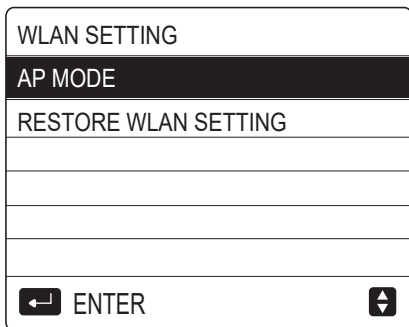 WLAN SETTING
AP MODE
RESTORE WLAN SETTING
ENTER